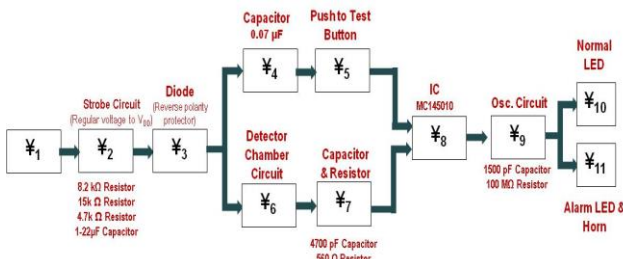 Capacitor
0.07 µF
¥4
Push to Test
Button
¥5
Normal
LED
¥10
Strobe Circuit
(Regular voltage to VDD)
Diode
(Reverse polarity
protector)
IC
MC145010
Osc. Circuit
¥1
¥2
¥3
¥8
¥9
Detector
Chamber
Circuit
¥6
Capacitor
& Resistor
¥7
¥11
8.2 kΩ Resistor
15k Ω Resistor
4.7k Ω Resistor
1-22µF Capacitor
1500 pF Capacitor
100 MΩ Resistor
Alarm LED &
Horn
4700 pF Capacitor
560 Ω Resistor